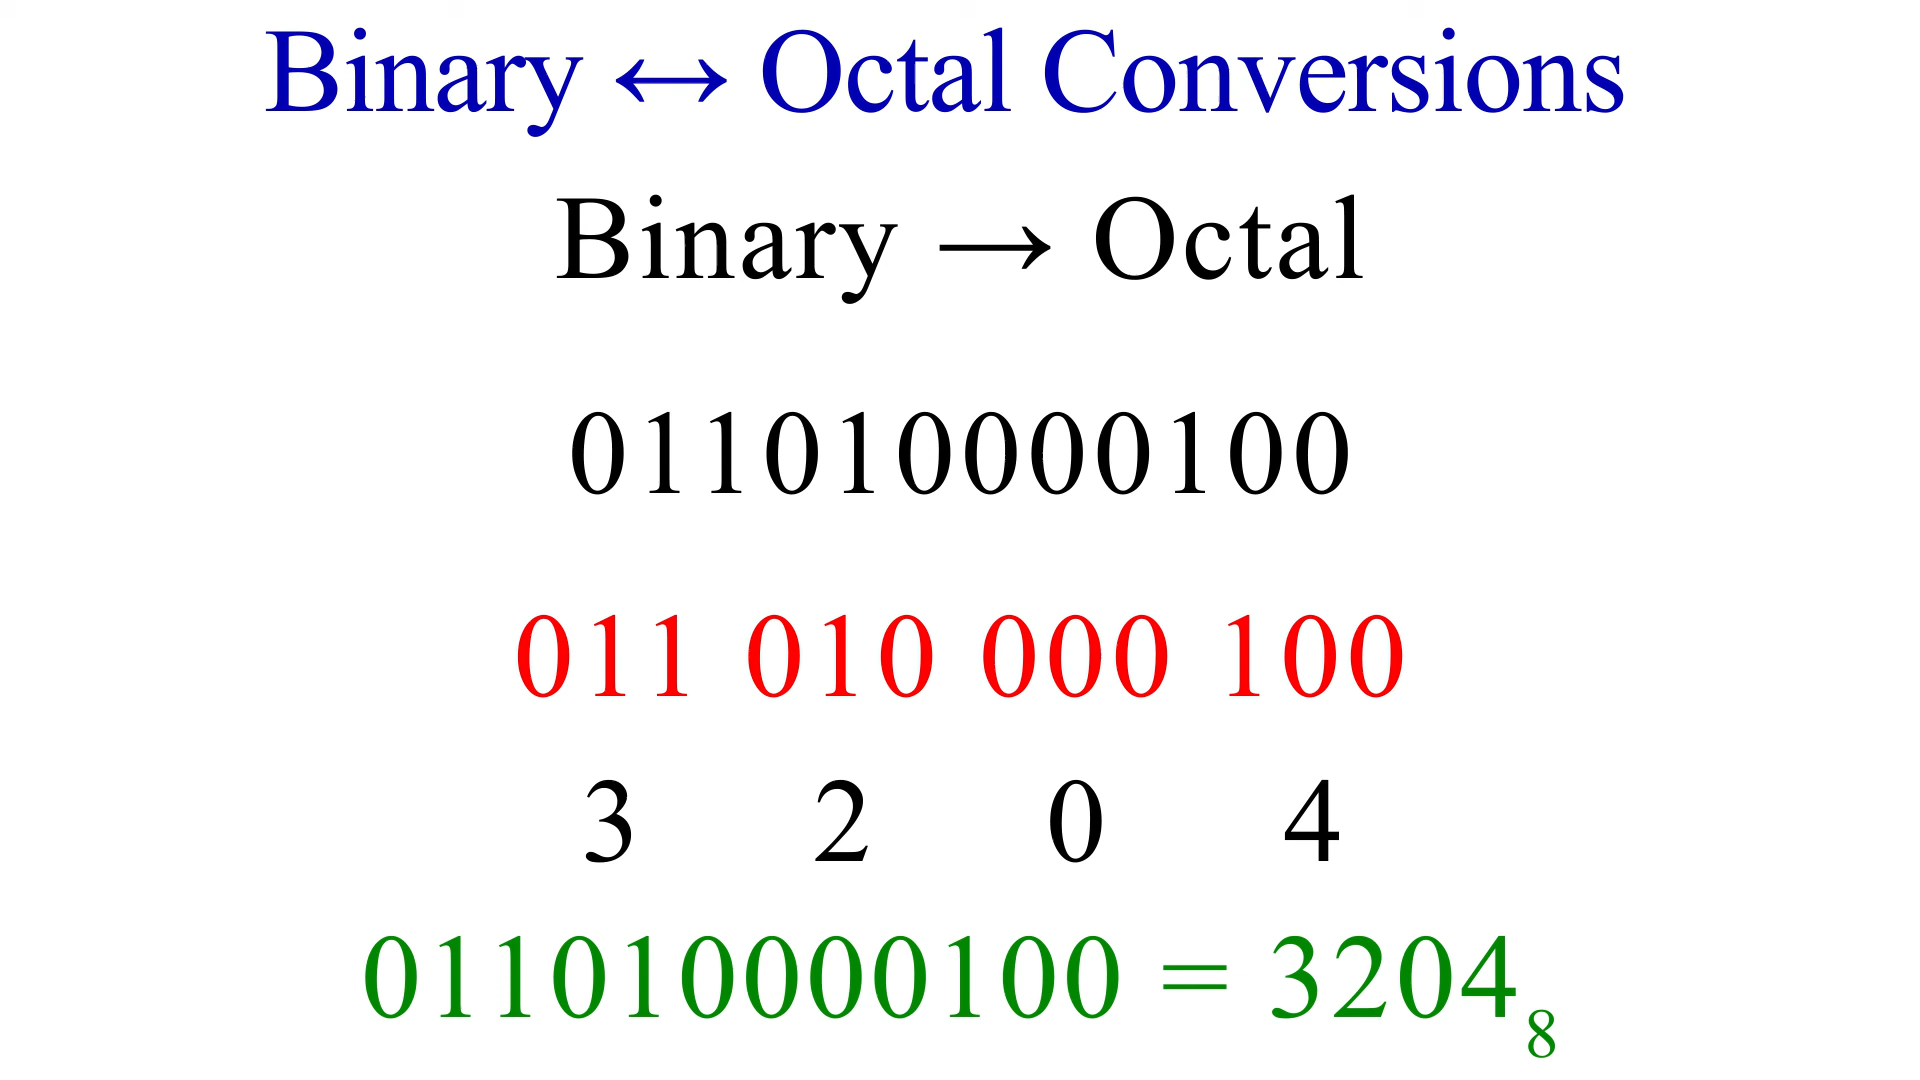 Binary ↔ Octal Conversions
Binary → Octal
011010000100
011 010 000 100
3 2 0 4
011010000100 = 3204₈